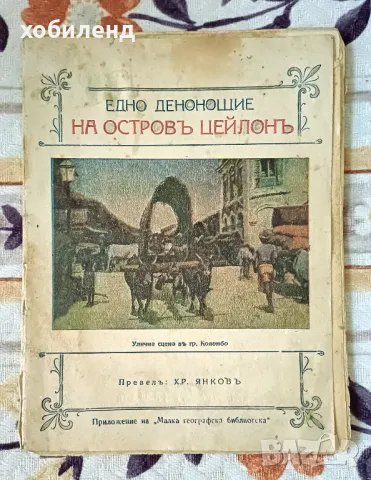 хобиленд
ЕДНО ДЕНОНОЩИЕ
НА ОСТРОВЪ ЦЕЙЛОНЪ
Улична сцена въ гр. Коломбо
Превелъ: ХР. ЯНКОВЪ
Приложение на „Малка географска библиотека“
BAZAR